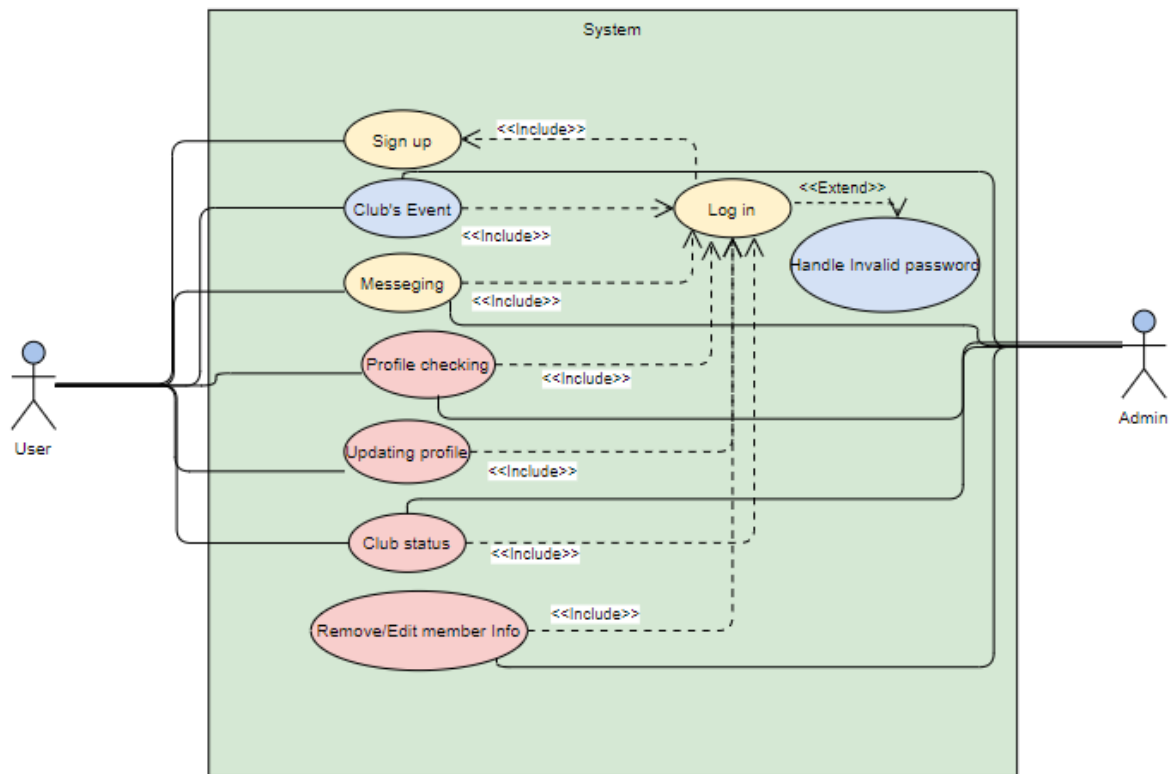 System
Sign up
<<Include>>
Club's Event
<<Include>>
Log in
<<Extend>>
Handle Invalid password
Messeging
<<Include>>
Profile checking
<<Include>>
User
Admin
Updating profile
<<Include>>
Club status
<<Include>>
Remove/Edit member Info
<<Include>>